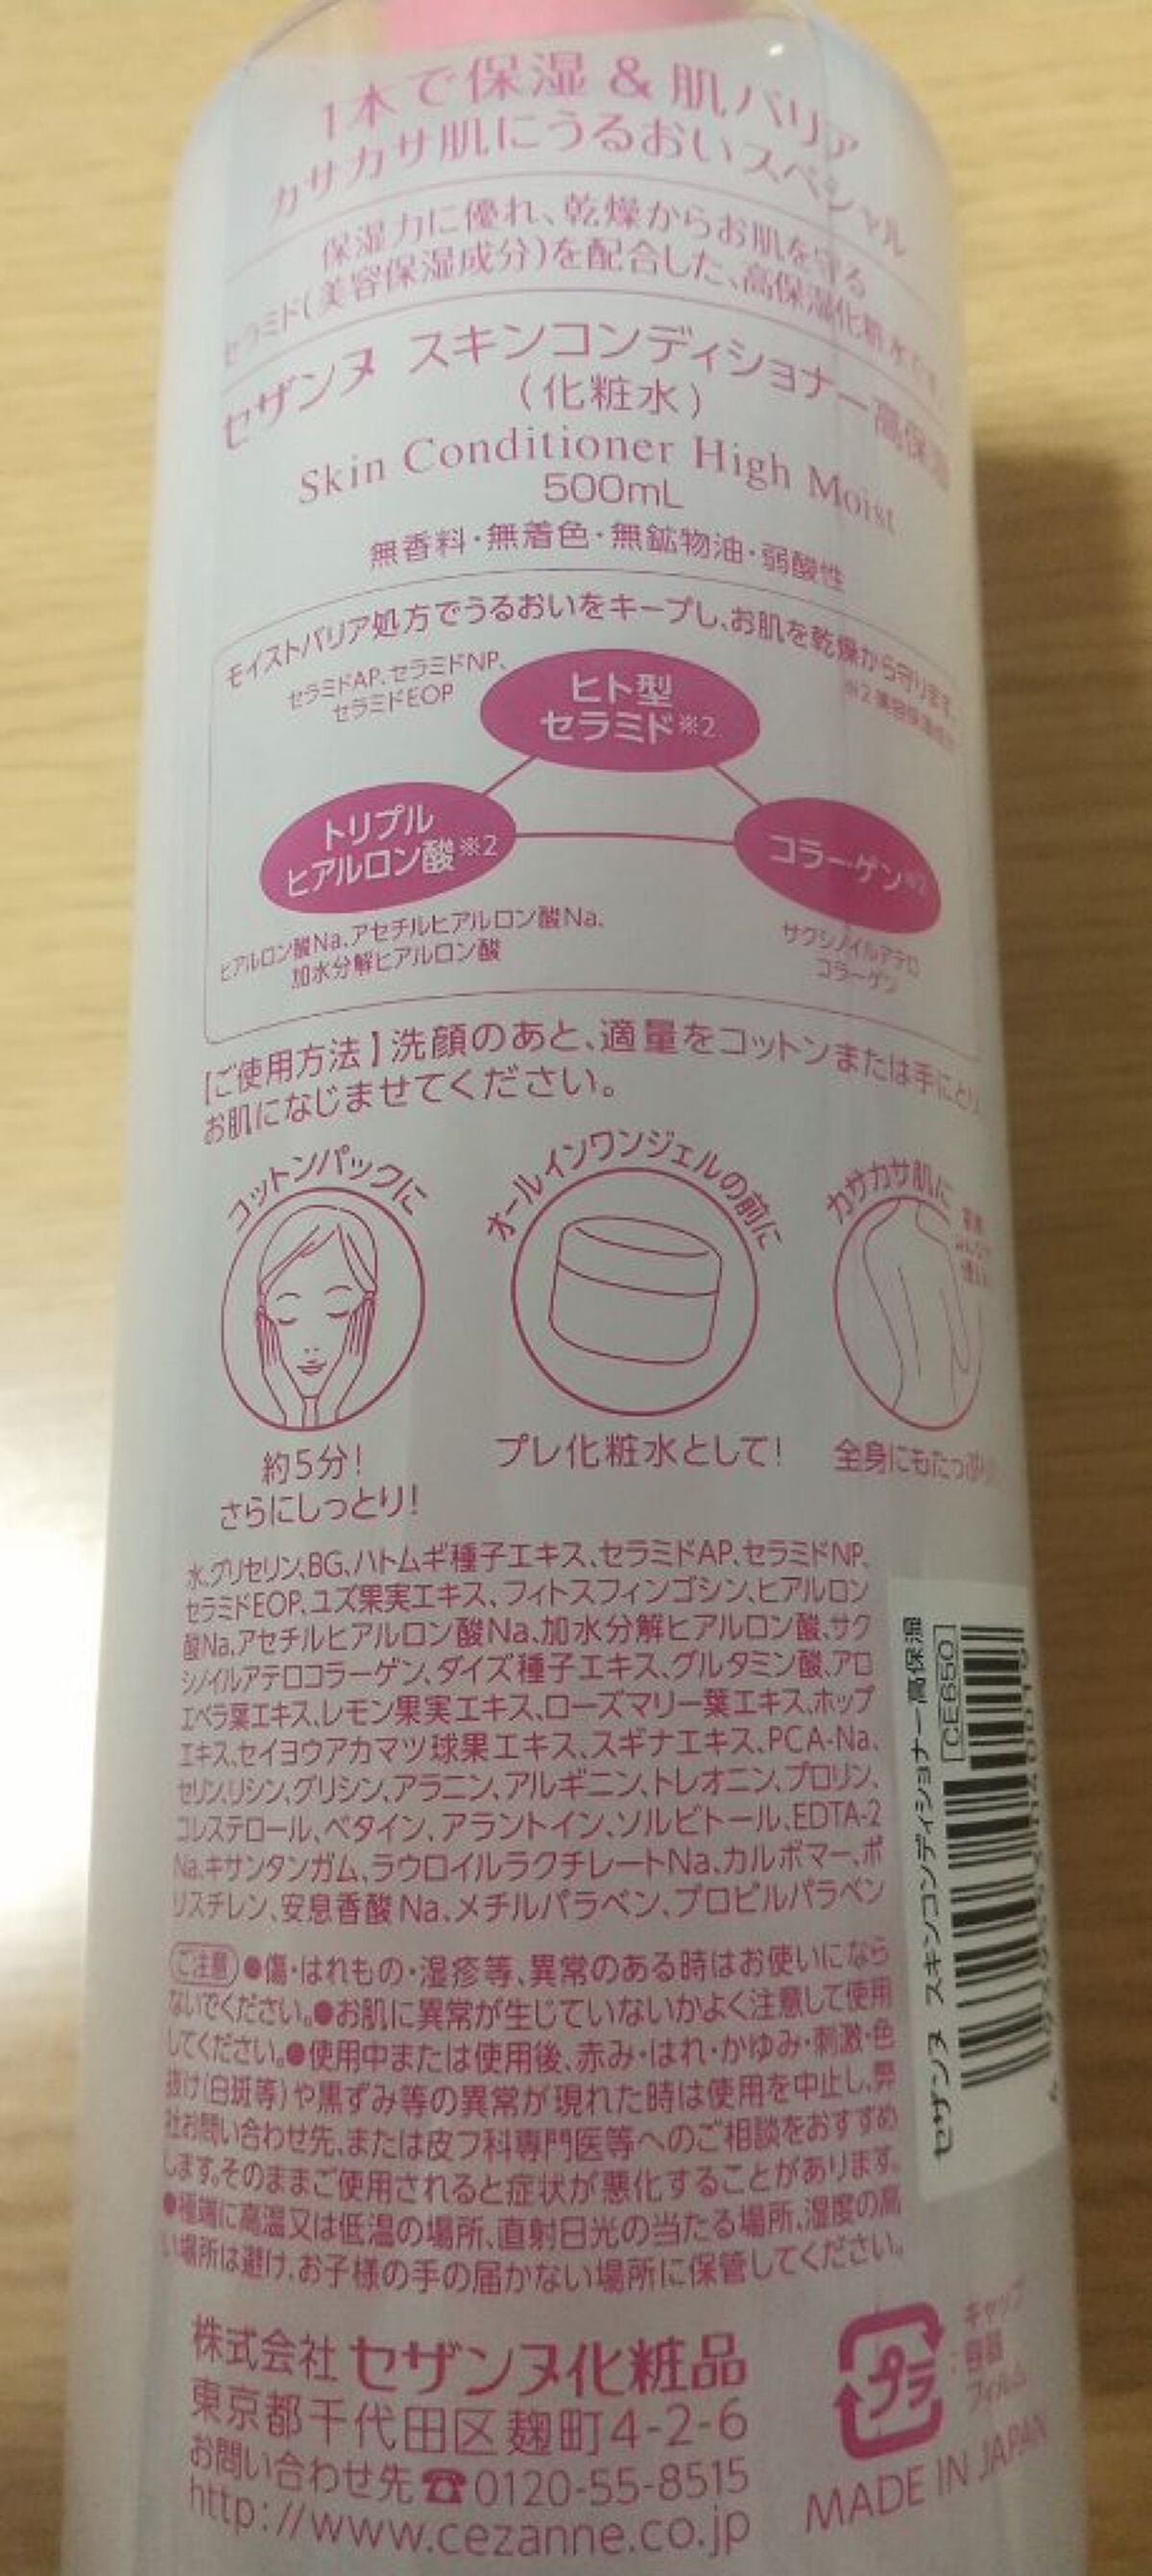 1本で保湿&肌バリア
カサカサ肌にうるおいスペシャル
保湿力に優れ、乾燥からお肌を守る
セラミド(美容保湿成分)を配合した、高保湿化粧水です。
セザンヌ スキンコンディショナー高保湿
(化粧水)
Skin Conditioner High Moist
500mL
無香料・無着色・無鉱物油・弱酸性
モイストバリア処方でうるおいをキープし、お肌を乾燥から守ります。
※2 美容保湿成分
セラミドAP、セラミドNP、
セラミドEOP
ヒト型
セラミド※2
トリプル
ヒアルロン酸※2
コラーゲン※2
ヒアルロン酸Na、アセチルヒアルロン酸Na、
加水分解ヒアルロン酸
サクシノイルアテロ
コラーゲン
【ご使用方法】洗顔のあと、適量をコットンまたは手にとり、
お肌になじませてください。
コットンパックに
約5分!
さらにしっとり!
オールインワンジェルの前に
プレ化粧水として!
カサカサ肌に
全身にもたっぷり
水、グリセリン、BG、ハトムギ種子エキス、セラミドAP、セラミドNP、
セラミドEOP、ユズ果実エキス、フィトスフィンゴシン、ヒアルロン
酸Na、アセチルヒアルロン酸Na、加水分解ヒアルロン酸、サク
シノイルアテロコラーゲン、ダイズ種子エキス、グルタミン酸、アロ
エベラ葉エキス、レモン果実エキス、ローズマリー葉エキス、ホップ
エキス、セイヨウアカマツ球果エキス、スギナエキス、PCA-Na、
セリン、リシン、グリシン、アラニン、アルギニン、トレオニン、プロリン、
コレステロール、ベタイン、アラントイン、ソルビトール、EDTA-2
Na、キサンタンガム、ラウロイルラクチレートNa、カルボマー、ポ
リスチレン、安息香酸Na、メチルパラベン、プロピルパラベン
ご注意 ●傷・はれもの・湿疹等、異常のある時はお使いになら
ないでください。●お肌に異常が生じていないかよく注意して使用
してください。●使用中または使用後、赤み・はれ・かゆみ・刺激・色
抜け(白斑等)や黒ずみ等の異常が現れた時は使用を中止し、弊
社お問い合わせ先、または皮フ科専門医等へのご相談をおすすめ
します。そのままご使用されると症状が悪化することがあります。
●極端に高温又は低温の場所、直射日光の当たる場所、湿度の高
い場所は避け、お子様の手の届かない場所に保管してください。
セザンヌ スキンコンディショナー高保湿
CE650
株式会社 セザンヌ化粧品
東京都千代田区麹町4-2-6
お問い合わせ先☎0120-55-8515
http://www.cezanne.co.jp
プラ
:キャップ
容器
フィルム
MADE IN JAPAN